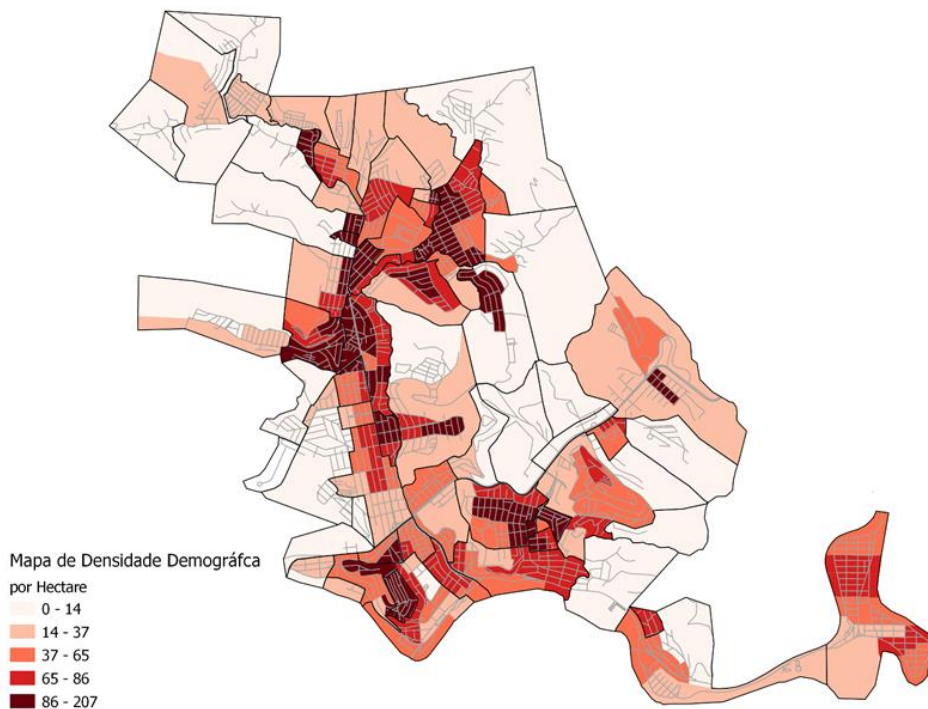 Mapa de Densidade Demográfca
por Hectare
0 - 14
14 - 37
37 - 65
65 - 86
86 - 207